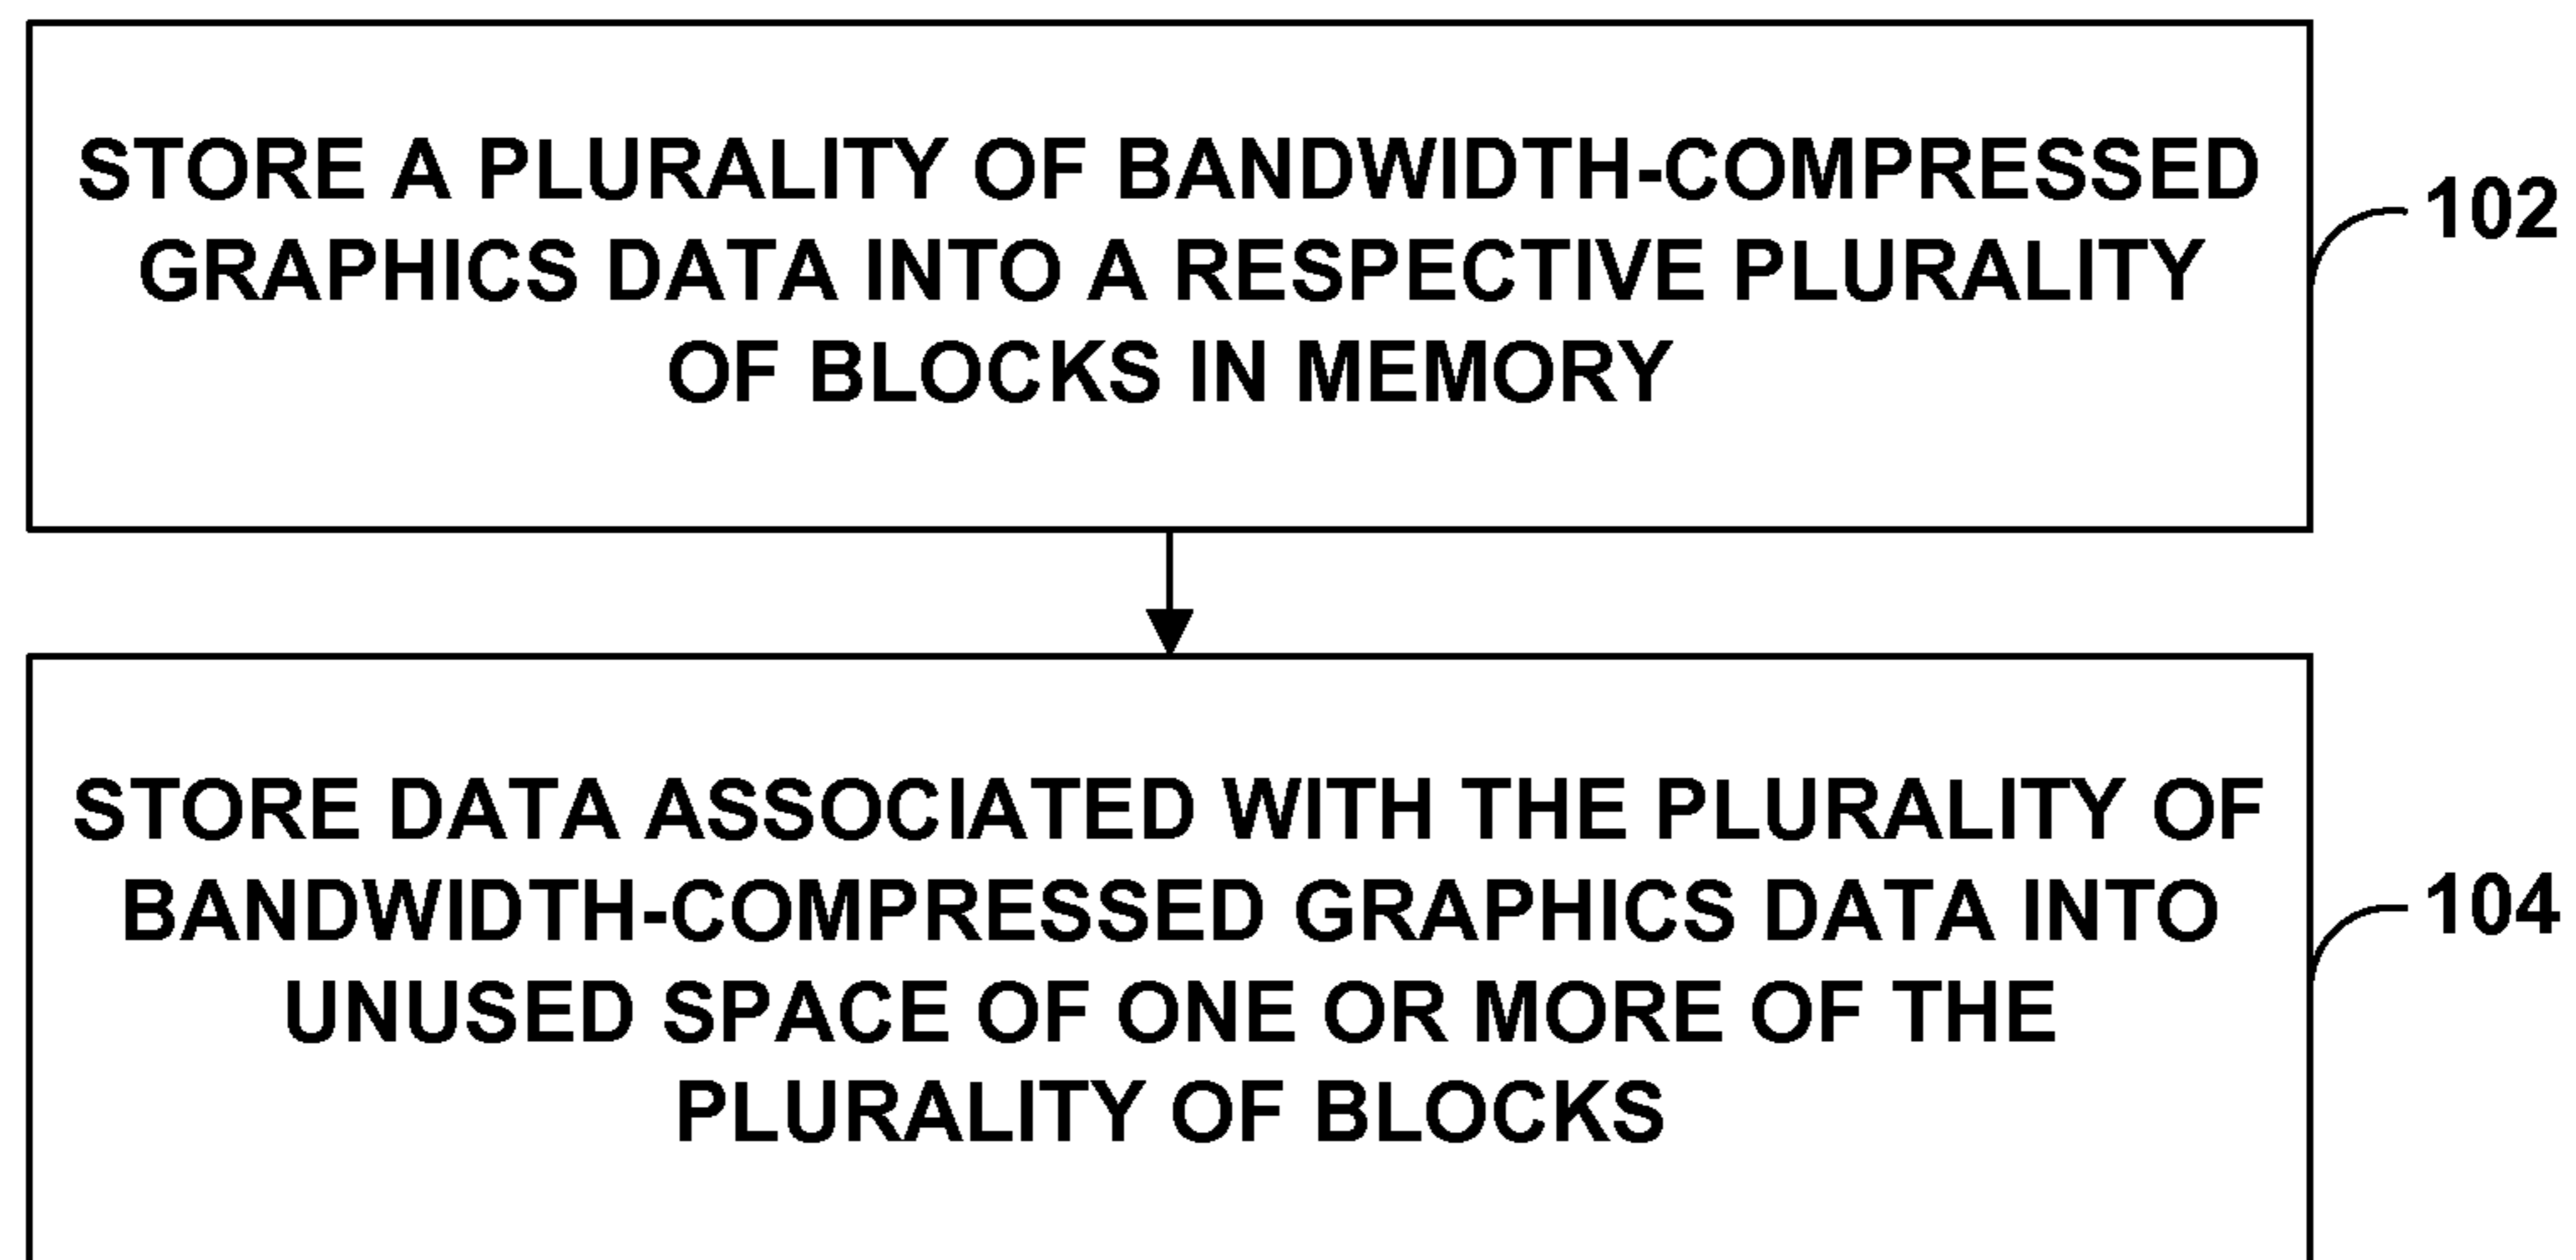 STORE A PLURALITY OF BANDWIDTH-COMPRESSED
GRAPHICS DATA INTO A RESPECTIVE PLURALITY
OF BLOCKS IN MEMORY
102
STORE DATA ASSOCIATED WITH THE PLURALITY OF
BANDWIDTH-COMPRESSED GRAPHICS DATA INTO
UNUSED SPACE OF ONE OR MORE OF THE
PLURALITY OF BLOCKS
104